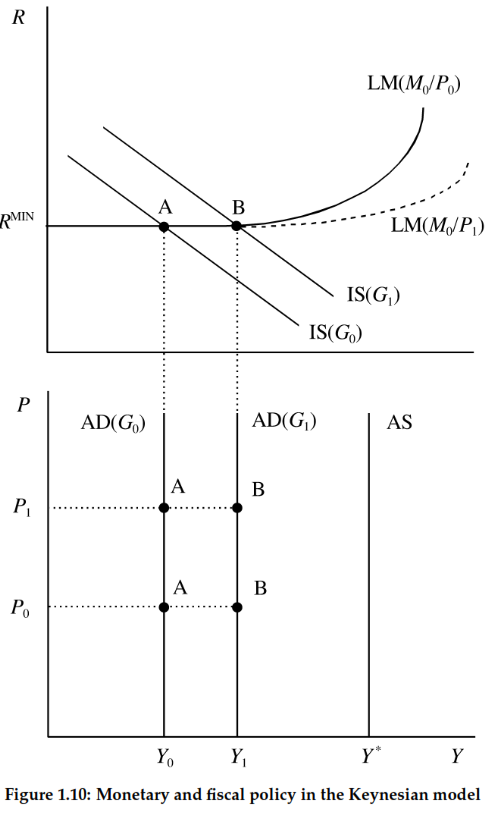 R
LM(M₀/P₀)
A
B
Rᴹᴵᴺ
LM(M₀/P₁)
IS(G₁)
IS(G₀)
P
AD(G₀)
AD(G₁)
AS
A
B
P₁
A
B
P₀
Y₀
Y₁
Y*
Y
Figure 1.10: Monetary and fiscal policy in the Keynesian model